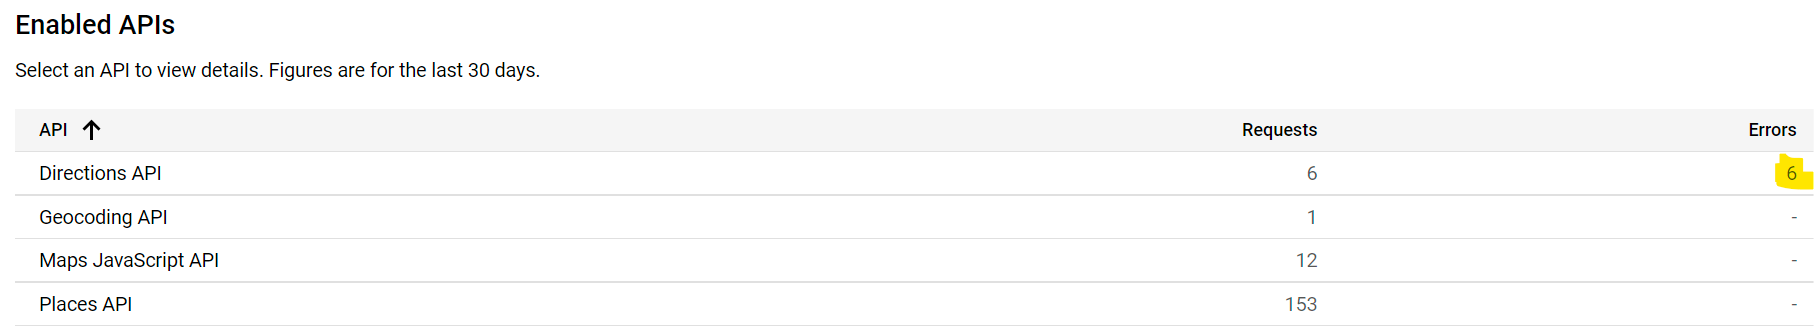 Enabled APIs
Select an API to view details. Figures are for the last 30 days.
API Requests Errors
Directions API 6 6
Geocoding API 1 -
Maps JavaScript API 12 -
Places API 153 -